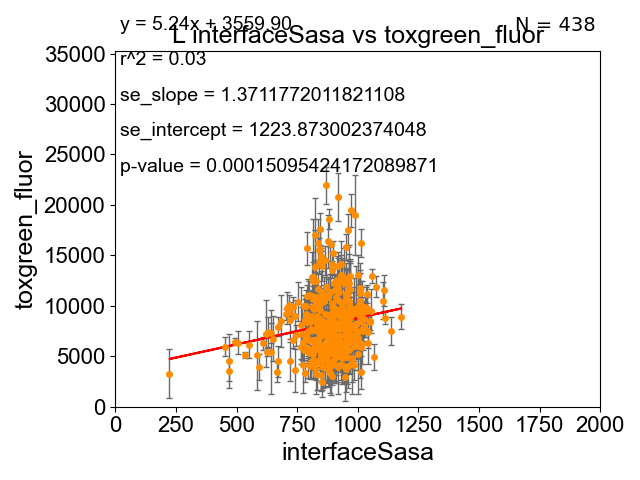 y = 5.24x + 3559.90
N = 438
L interfaceSasa vs toxgreen_fluor
r^2 = 0.03
se_slope = 1.3711772011821108
se_intercept = 1223.873002374048
p-value = 0.00015095424172089871
toxgreen_fluor
35000
30000
25000
20000
15000
10000
5000
0
0 250 500 750 1000 1250 1500 1750 2000
interfaceSasa